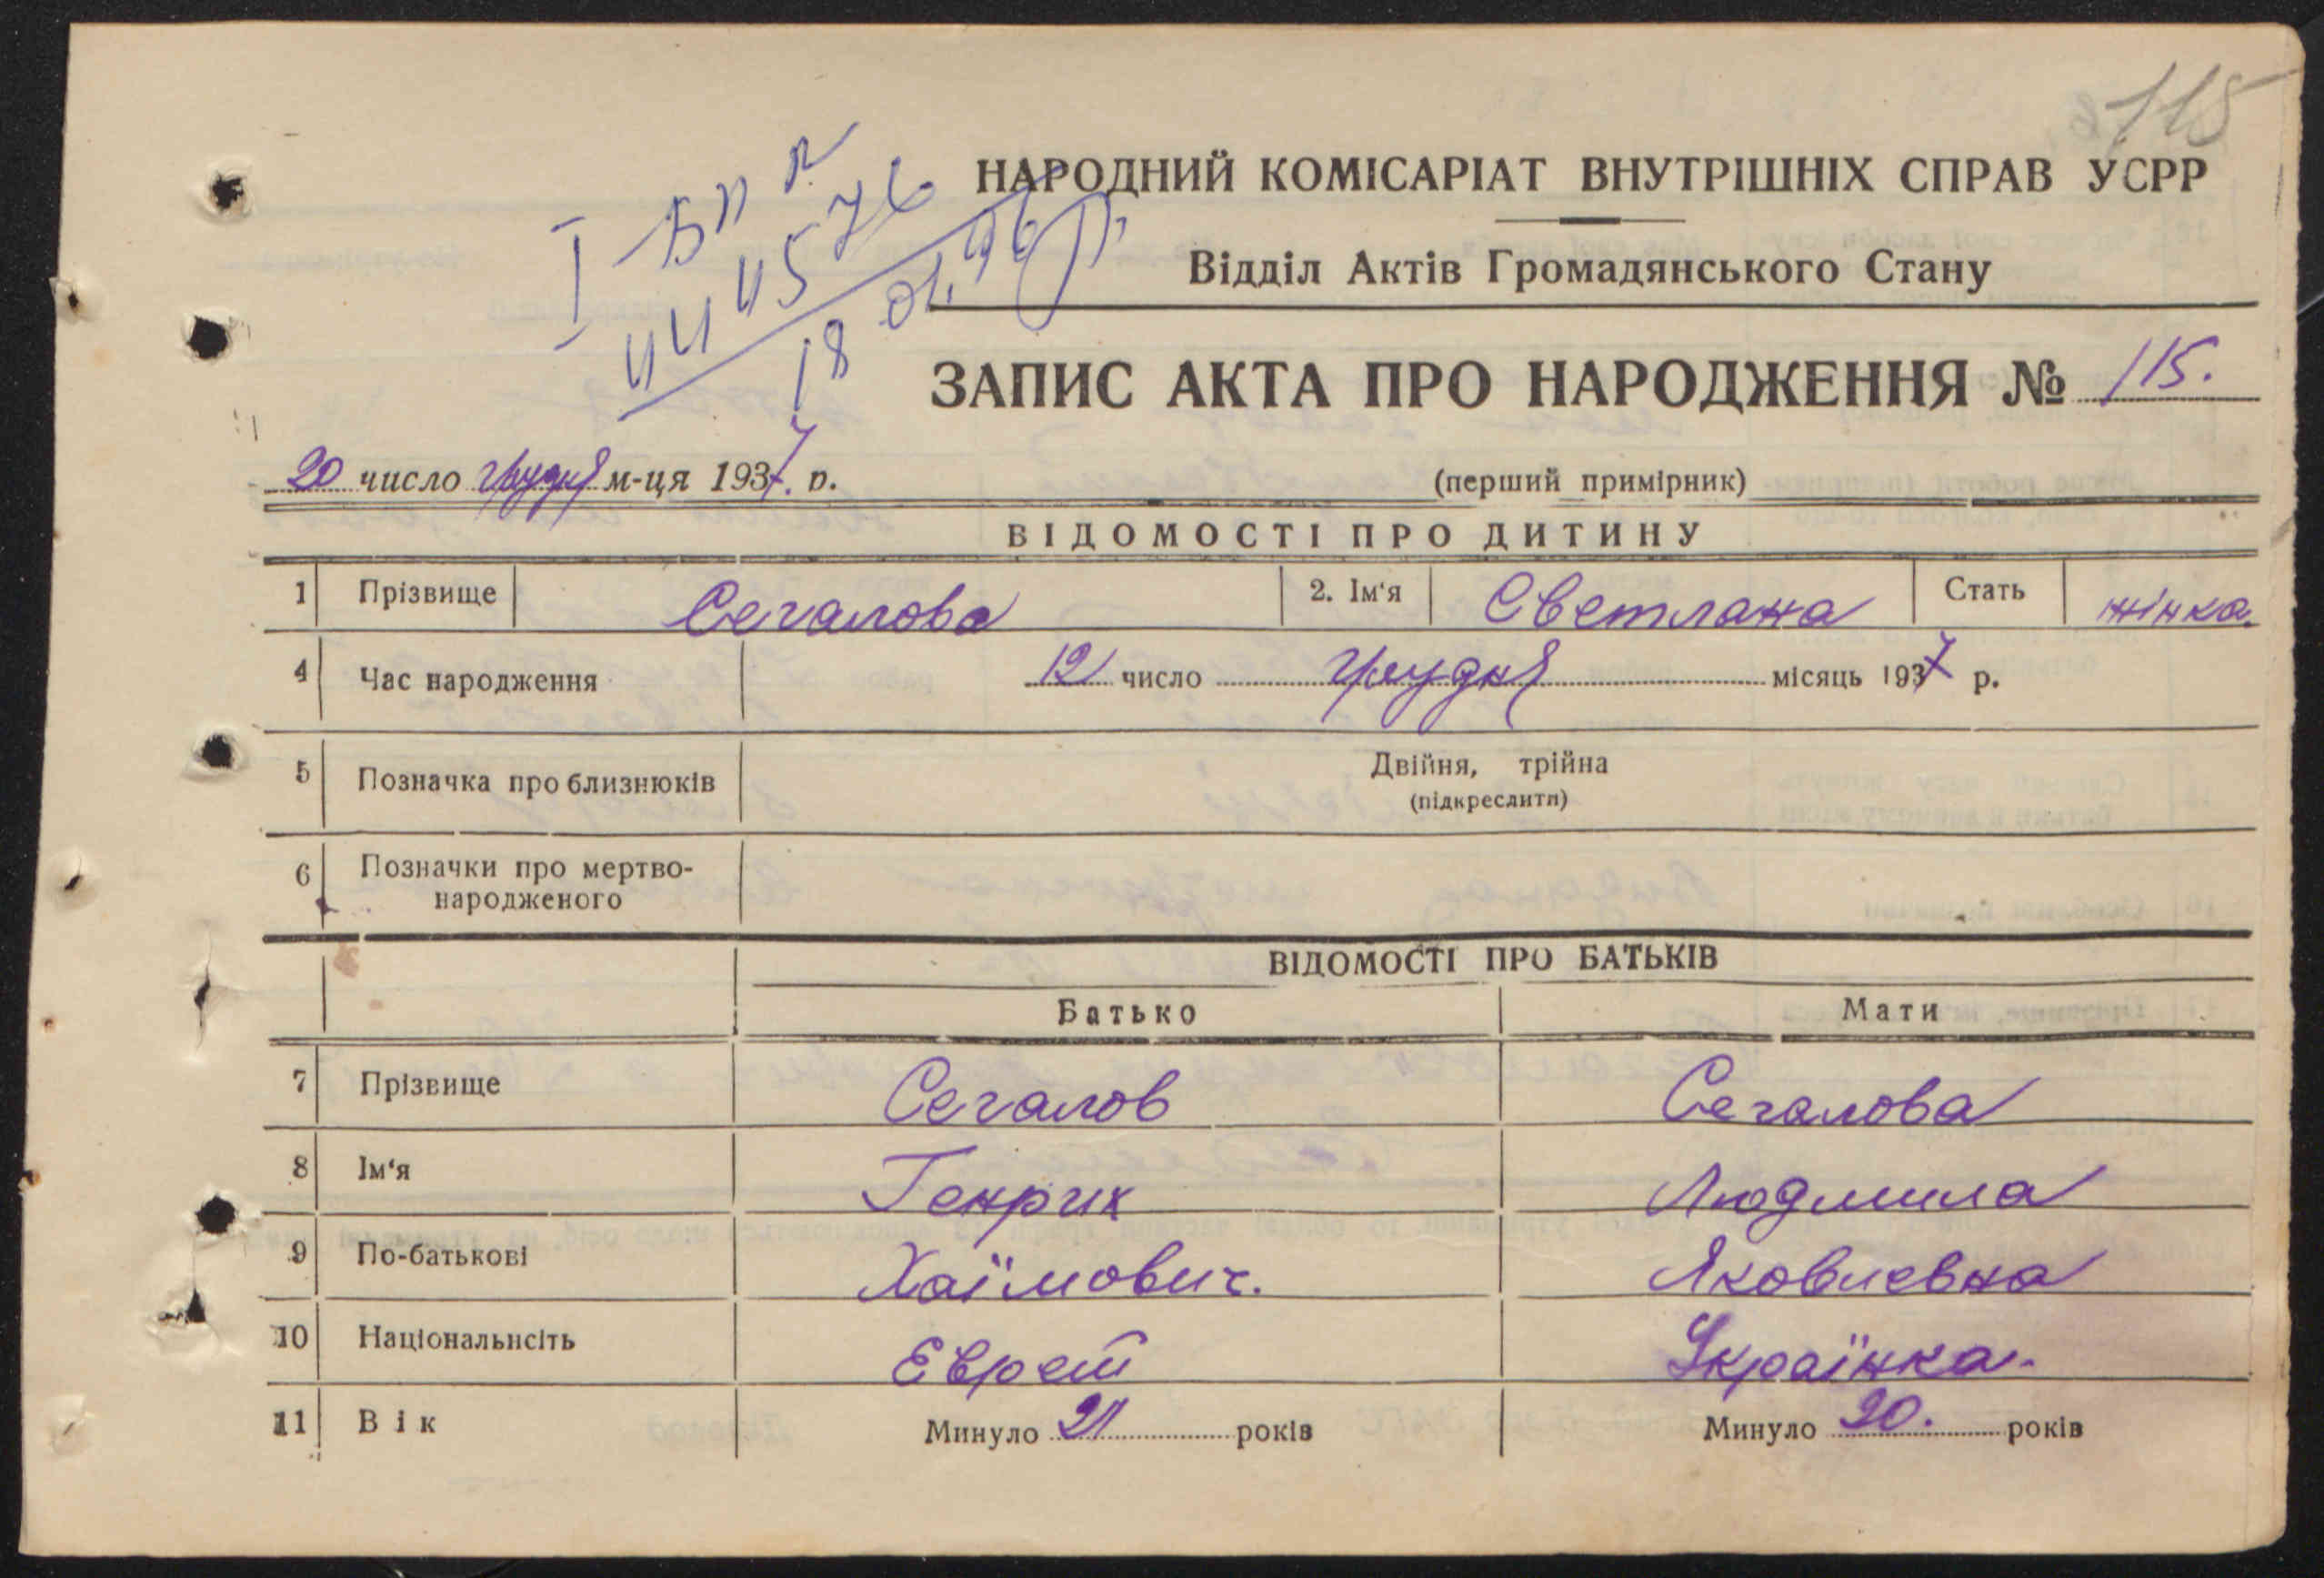 115
НАРОДНИЙ КОМІСАРІАТ ВНУТРІШНІХ СПРАВ УСРР
Відділ Актів Громадянського Стану
18 01. 96
ЗАПИС АКТА ПРО НАРОДЖЕННЯ № 115.
20 число грудня м-ця 1937. р.
(перший примірник)
ВІДОМОСТІ ПРО ДИТИНУ
1 Прізвище Сегалова 2. Ім'я Светлана Стать жінка.
4 Час народження 12 число грудня місяць 1937 р.
5 Позначка про близнюків Двійня, трійна
(підкреслити)
6 Позначки про мертво-
народженого
ВІДОМОСТІ ПРО БАТЬКІВ
Батько Мати
7 Прізвище Сегалов Сегалова
8 Ім'я Генрих Людмила
9 По-батькові Хаїмович. Яковлевна
10 Національнсіть Еврей Українка.
11 Вік Минуло 21 років Минуло 20. років